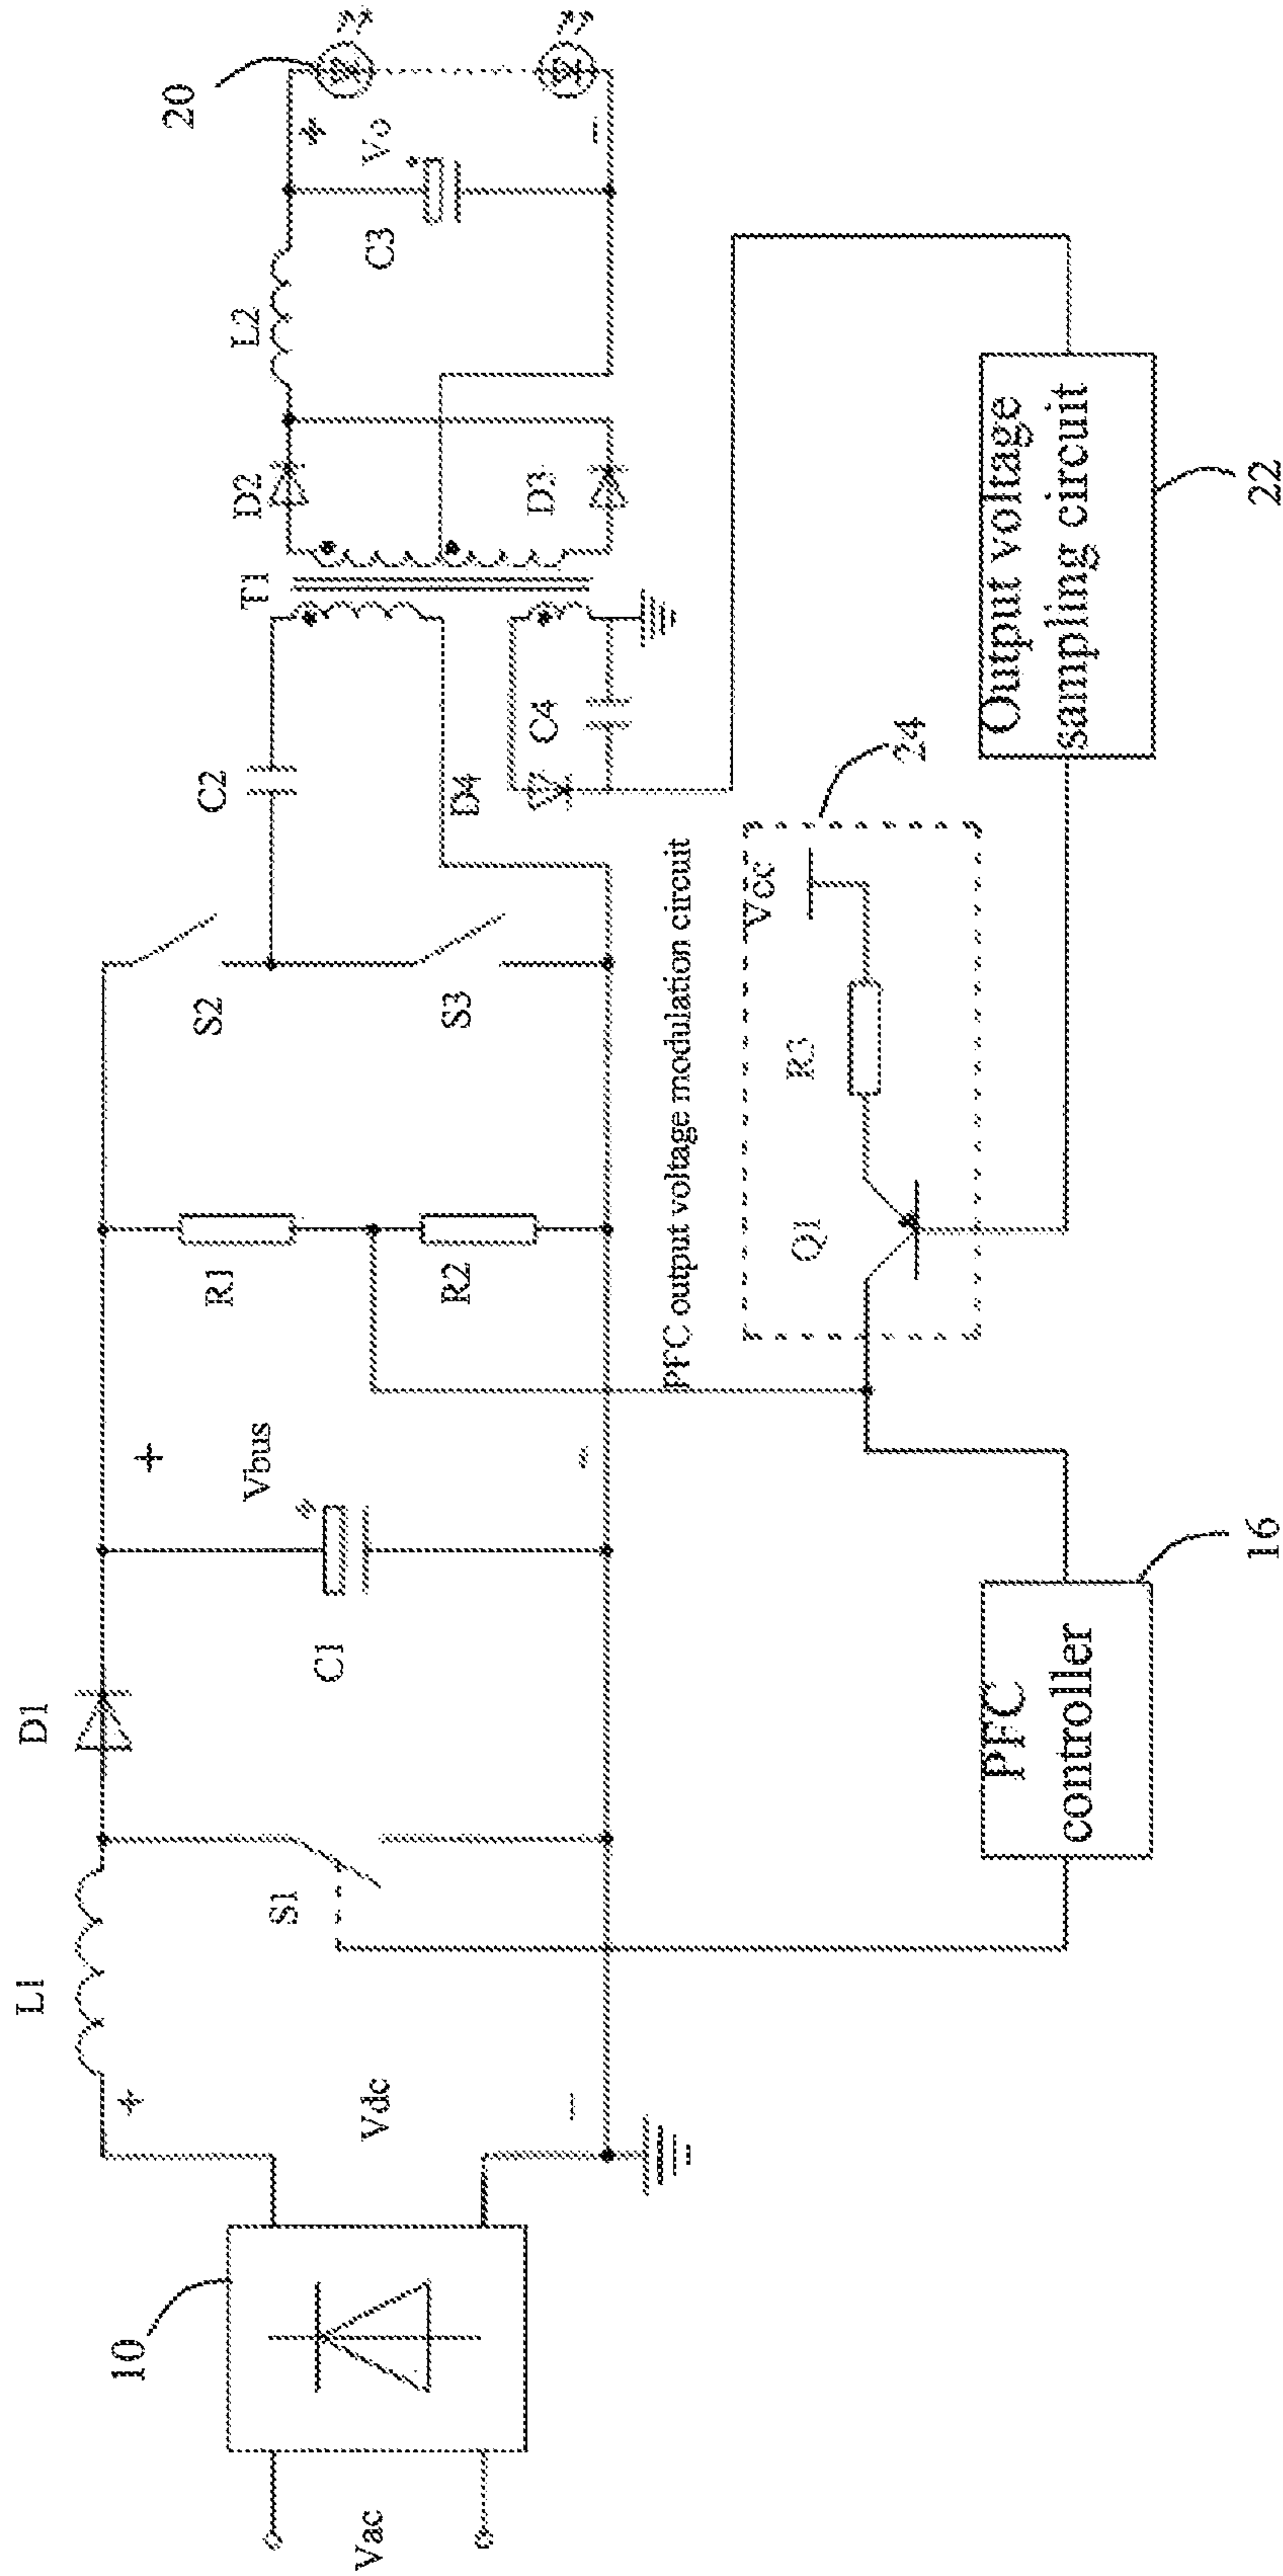 Vac
10
Vdc
+
−
L1
S1
D1
C1
Vbus
+
−
R1
R2
S2
S3
C2
T1
D4
C4
D2
D3
L2
C3
Vo
+
−
20
PFC output voltage modulation circuit
24
Vcc
R3
Q1
PFC
controller
16
Output voltage
sampling circuit
22